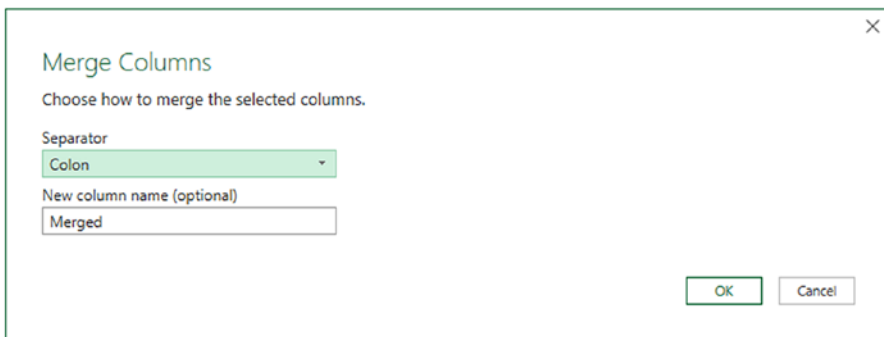 Merge Columns
Choose how to merge the selected columns.
Separator
Colon
New column name (optional)
Merged
OK Cancel